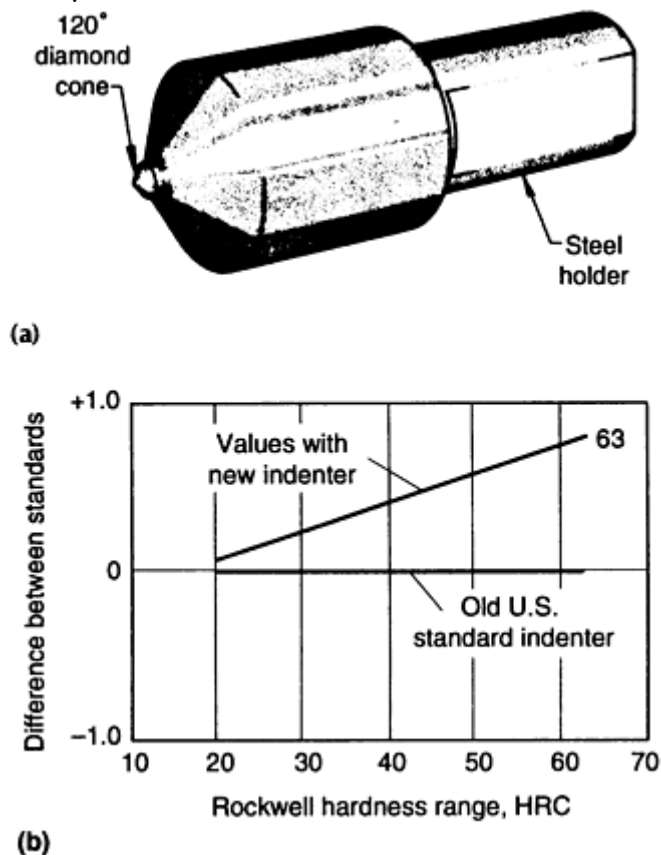 120°
diamond
cone
Steel
holder
(a)
Difference between standards
+1.0
0
−1.0
Values with
new indenter
63
Old U.S.
standard indenter
10 20 30 40 50 60 70
Rockwell hardness range, HRC
(b)